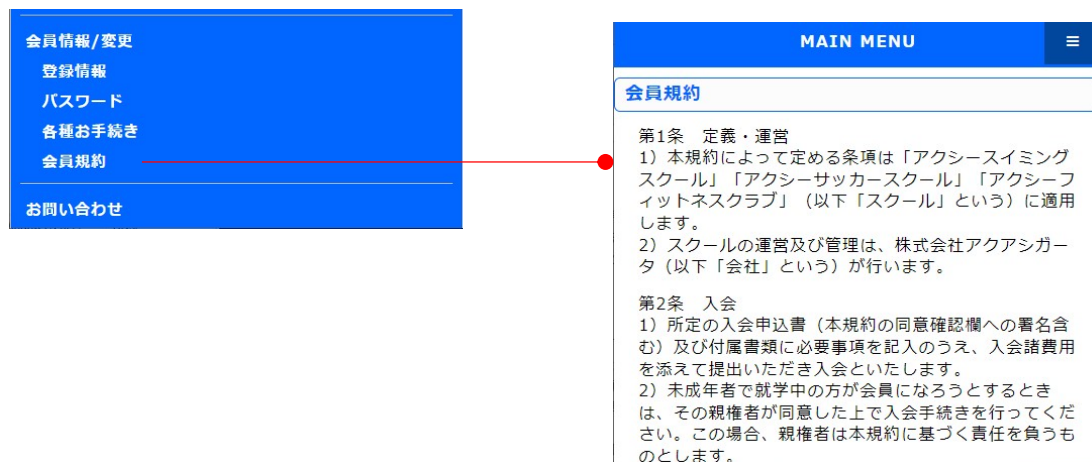 会員情報/変更
登録情報
パスワード
各種お手続き
会員規約
お問い合わせ
MAIN MENU
会員規約
第1条　定義・運営
1）本規約によって定める条項は「アクシースイミング
スクール」「アクシーサッカースクール」「アクシーフ
ィットネスクラブ」（以下「スクール」という）に適用
します。
2）スクールの運営及び管理は、株式会社アクアシガー
タ（以下「会社」という）が行います。
第2条　入会
1）所定の入会申込書（本規約の同意確認欄への署名含
む）及び付属書類に必要事項を記入のうえ、入会諸費用
を添えて提出いただき入会といたします。
2）未成年者で就学中の方が会員になろうとするとき
は、その親権者が同意した上で入会手続きを行ってくだ
さい。この場合、親権者は本規約に基づく責任を負うも
のとします。